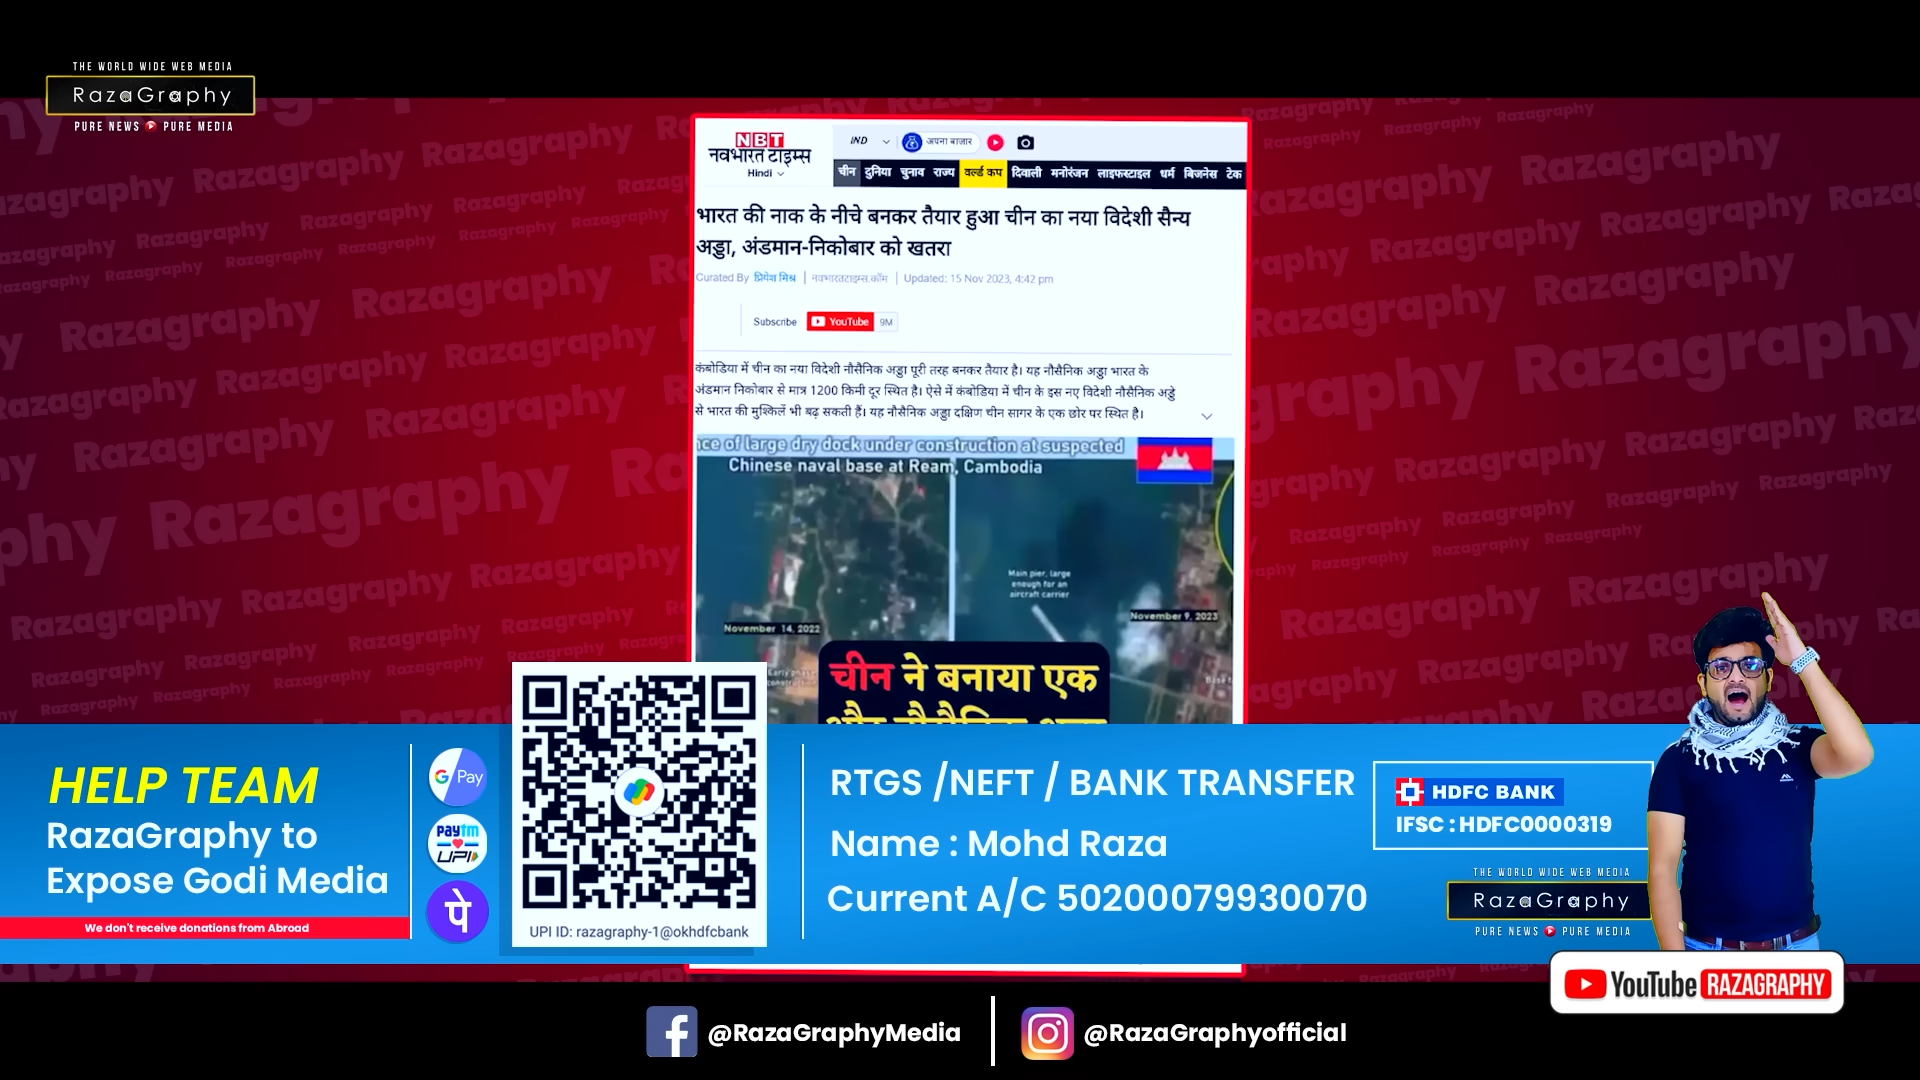 THE WORLD WIDE WEB MEDIA
RazaGraphy
PURE NEWS PURE MEDIA
NBT
नवभारत टाइम्स
Hindi
IND
अपना बाजार
चीन दुनिया चुनाव राज्य वर्ल्ड कप दिवाली मनोरंजन लाइफस्टाइल धर्म बिजनेस टेक
भारत की नाक के नीचे बनकर तैयार हुआ चीन का नया विदेशी सैन्य
अड्डा, अंडमान-निकोबार को खतरा
Curated By प्रियेश मिश्र | नवभारतटाइम्स.कॉम | Updated: 15 Nov 2023, 4:42 pm
Subscribe YouTube 9M
कंबोडिया में चीन का नया विदेशी नौसैनिक अड्डा पूरी तरह बनकर तैयार है। यह नौसैनिक अड्डा भारत के
अंडमान निकोबार से मात्र 1200 किमी दूर स्थित है। ऐसे में कंबोडिया में चीन के इस नए विदेशी नौसैनिक अड्डे
से भारत की मुश्किलें भी बढ़ सकती हैं। यह नौसैनिक अड्डा दक्षिण चीन सागर के एक छोर पर स्थित है।
of large dry dock under construction at suspected
Chinese naval base at Ream, Cambodia
Main pier, large
enough for an
aircraft carrier
November 14, 2022
November 9, 2023
चीन ने बनाया एक
HELP TEAM
RazaGraphy to
Expose Godi Media
We don't receive donations from Abroad
G Pay
paytm
UPI
पे
UPI ID: razagraphy-1@okhdfcbank
RTGS /NEFT / BANK TRANSFER
Name : Mohd Raza
Current A/C 50200079930070
HDFC BANK
IFSC : HDFC0000319
THE WORLD WIDE WEB MEDIA
RazaGraphy
PURE NEWS PURE MEDIA
YouTube RAZAGRAPHY
@RazaGraphyMedia
@RazaGraphyofficial